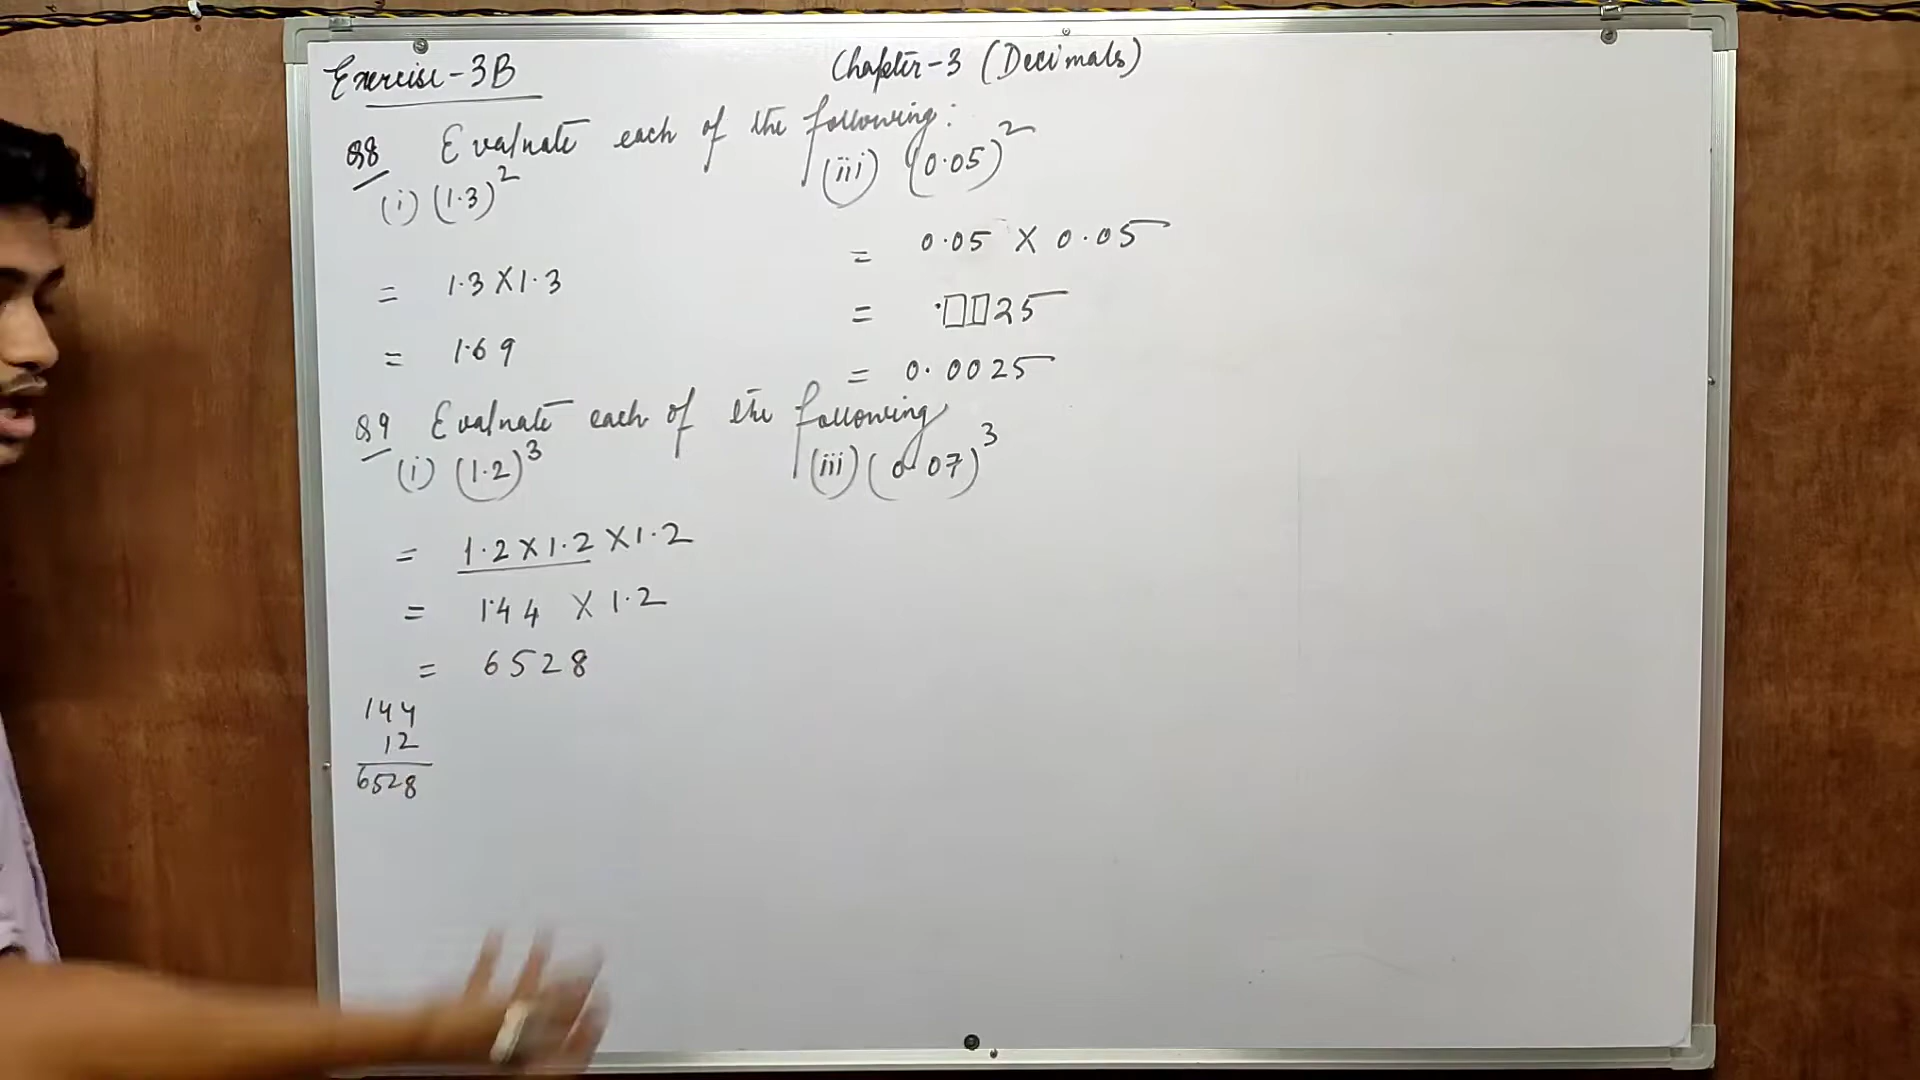 Exercise-3B
Chapter-3 (Decimals)
Q8 Evaluate each of the following:
(i) (1.3)²
= 1.3×1.3
= 1.69
(iii) (0.05)²
= 0.05 × 0.05
= .□□25
= 0.0025
Q9 Evaluate each of the following
(i) (1.2)³
= 1.2×1.2×1.2
= 1.44 × 1.2
= 6528
144
12
6528
(iii) (0.07)³